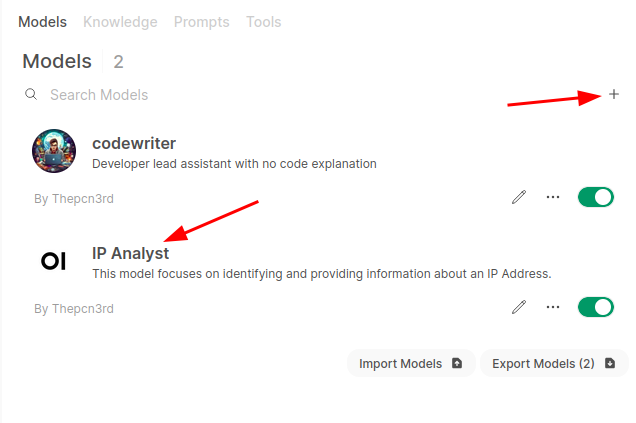 Models Knowledge Prompts Tools
Models 2
Search Models
codewriter
Developer lead assistant with no code explanation
By Thepcn3rd
OI
IP Analyst
This model focuses on identifying and providing information about an IP Address.
By Thepcn3rd
Import Models Export Models (2)